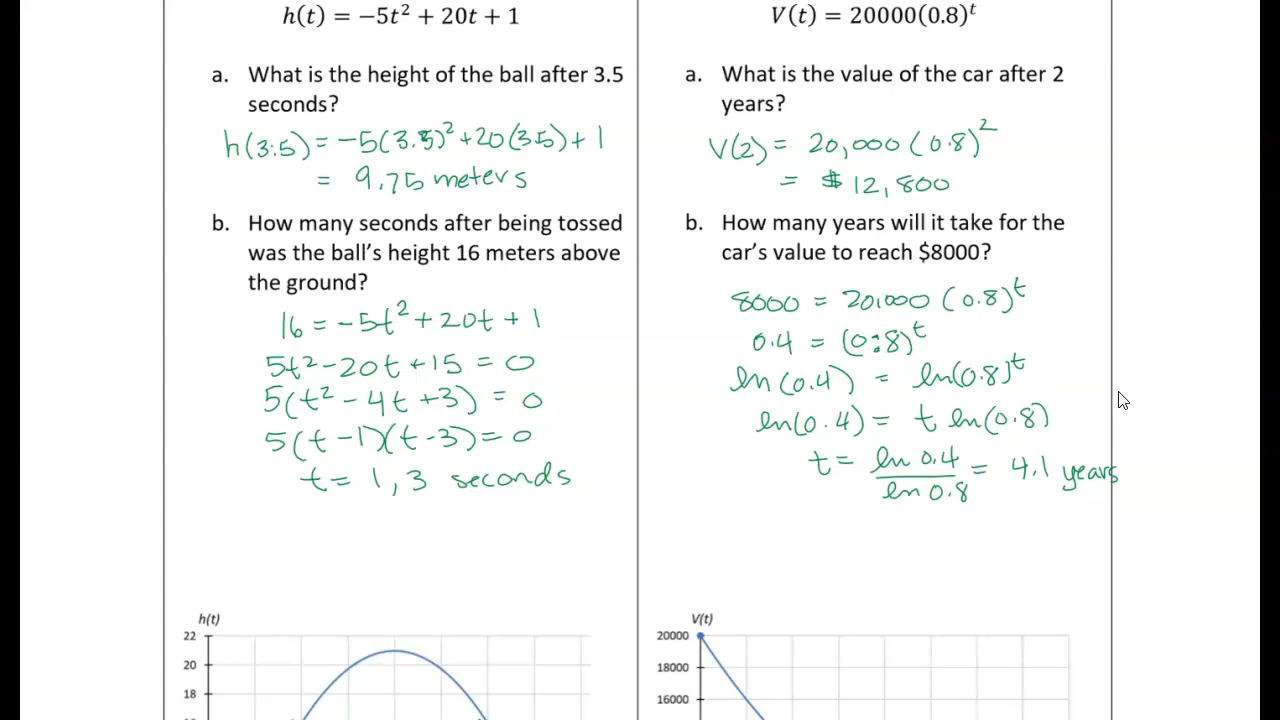 h(t) = −5t² + 20t + 1
a. What is the height of the ball after 3.5
seconds?
h(3.5) = −5(3.5)² + 20(3.5) + 1
= 9.75 meters
b. How many seconds after being tossed
was the ball's height 16 meters above
the ground?
16 = −5t² + 20t + 1
5t² − 20t + 15 = 0
5(t² − 4t + 3) = 0
5(t − 1)(t − 3) = 0
t = 1, 3 seconds
h(t)
22
20
18
V(t) = 20000(0.8)ᵗ
a. What is the value of the car after 2
years?
V(2) = 20,000 (0.8)²
= $12,800
b. How many years will it take for the
car's value to reach $8000?
8000 = 20,000 (0.8)ᵗ
0.4 = (0.8)ᵗ
ln(0.4) = ln(0.8)ᵗ
ln(0.4) = t ln(0.8)
t = ln 0.4 / ln 0.8 = 4.1 years
V(t)
20000
18000
16000